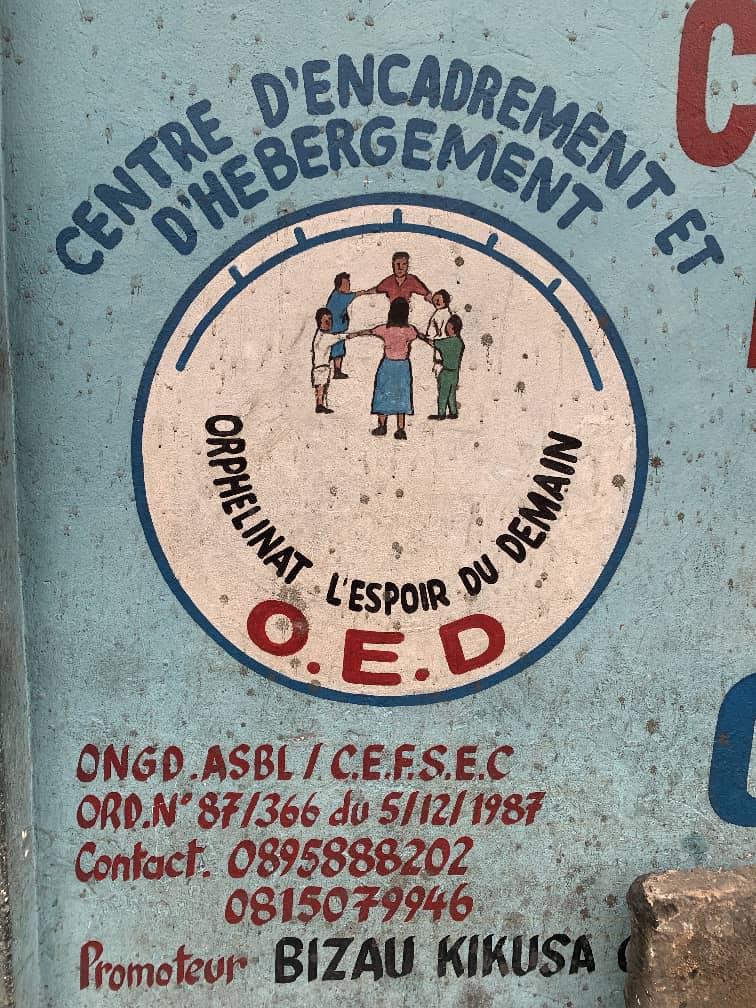 CENTRE D'ENCADREMENT ET
D'HEBERGEMENT
ORPHELINAT L'ESPOIR DU DEMAIN
O.E.D
ONGD.ASBL / C.E.F.S.E.C
ORD.N° 87/366 du 5/12/1987
Contact. 0895888202
0815079946
Promoteur BIZAU KIKUSA